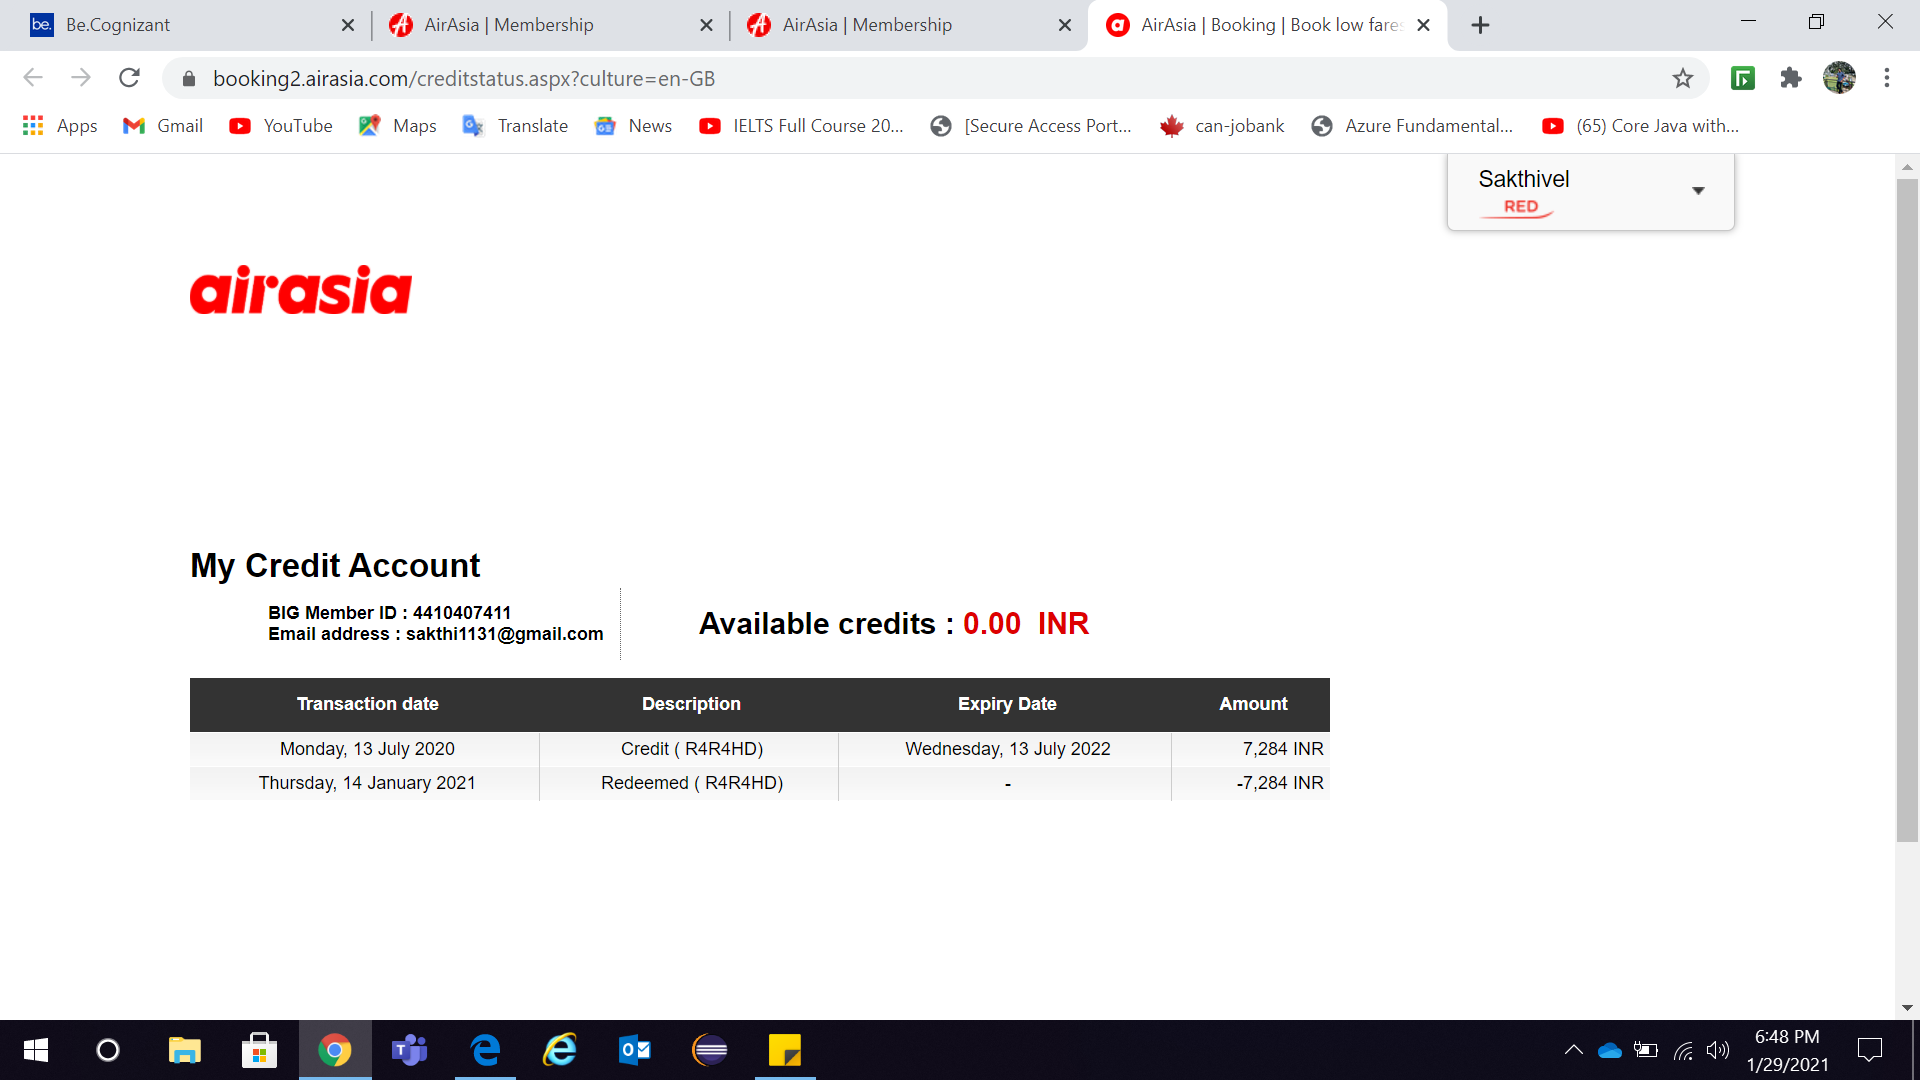 be. Be.Cognizant
AirAsia | Membership
AirAsia | Membership
AirAsia | Booking | Book low fares
booking2.airasia.com/creditstatus.aspx?culture=en-GB
Apps Gmail YouTube Maps Translate News IELTS Full Course 20... [Secure Access Port... can-jobank Azure Fundamental... (65) Core Java with...
Sakthivel
RED
airasia
My Credit Account
BIG Member ID : 4410407411
Email address : sakthi1131@gmail.com
Available credits : 0.00 INR
Transaction date Description Expiry Date Amount
Monday, 13 July 2020 Credit ( R4R4HD) Wednesday, 13 July 2022 7,284 INR
Thursday, 14 January 2021 Redeemed ( R4R4HD) - -7,284 INR
6:48 PM
1/29/2021